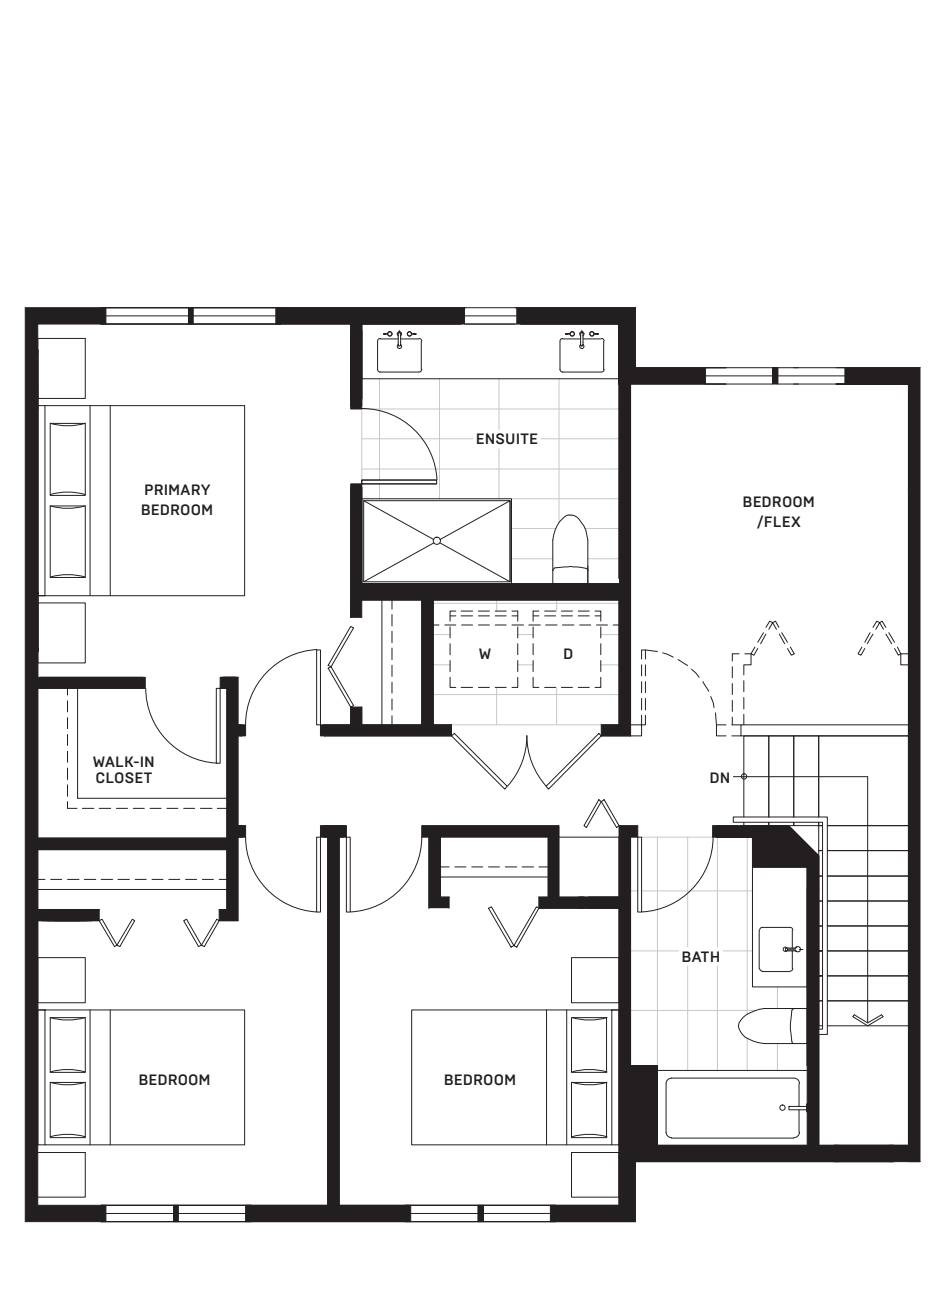 ENSUITE
PRIMARY
BEDROOM
BEDROOM
/FLEX
W
D
WALK-IN
CLOSET
DN
BATH
BEDROOM
BEDROOM